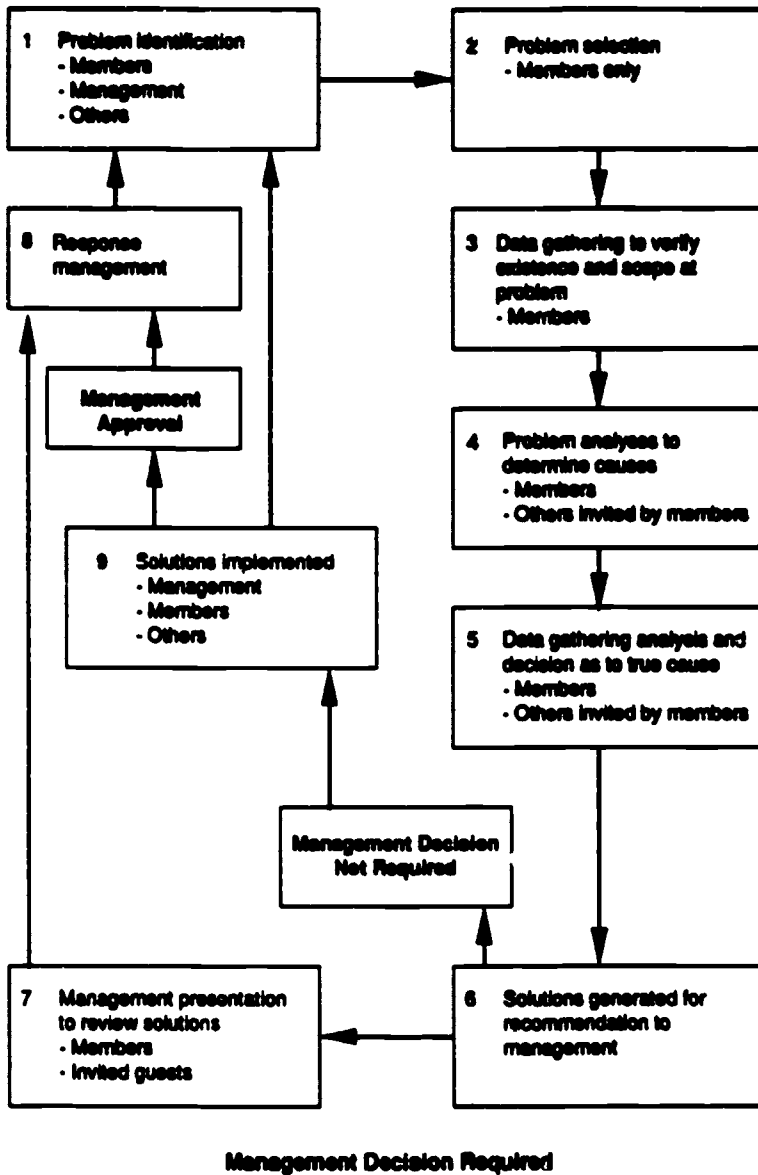 1 Problem identification
- Members
- Management
- Others
2 Problem selection
- Members only
3 Data gathering to verify
existence and scope at
problem
- Members
4 Problem analyses to
determine causes
- Members
- Others invited by members
5 Data gathering analysis and
decision as to true cause
- Members
- Others invited by members
6 Solutions generated for
recommendation to
management
7 Management presentation
to review solutions
- Members
- Invited guests
8 Response
management
Management
Approval
9 Solutions implemented
- Management
- Members
- Others
Management Decision
Not Required
Management Decision Required